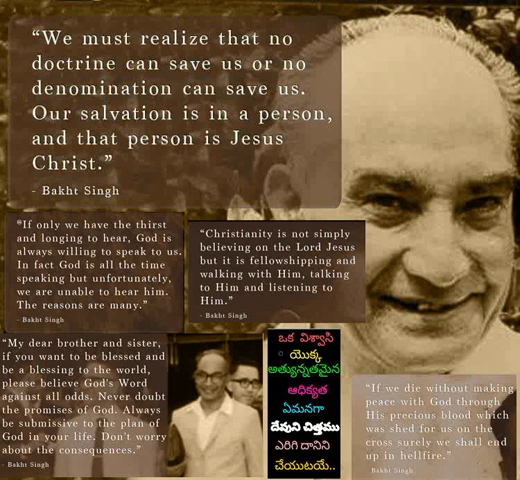 “We must realize that no
doctrine can save us or no
denomination can save us.
Our salvation is in a person,
and that person is Jesus
Christ.”
- Bakht Singh
“If only we have the thirst
and longing to hear, God is
always willing to speak to us.
In fact God is all the time
speaking but unfortunately,
we are unable to hear him.
The reasons are many.”
- Bakht Singh
“Christianity is not simply
believing on the Lord Jesus
but it is fellowshipping and
walking with Him, talking
to Him and listening to
Him.”
- Bakht Singh
“My dear brother and sister,
if you want to be blessed and
be a blessing to the world,
please believe God's Word
against all odds. Never doubt
the promises of God. Always
be submissive to the plan of
God in your life. Don't worry
about the consequences.”
- Bakht Singh
ఒక విశ్వాసి
యొక్క
అత్యున్నతమైన
ఆధిక్యత
ఏమనగా
దేవుని చిత్తము
ఎరిగి దానిని
చేయుటయే..
“If we die without making
peace with God through
His precious blood which
was shed for us on the
cross surely we shall end
up in hellfire.”
- Bakht Singh